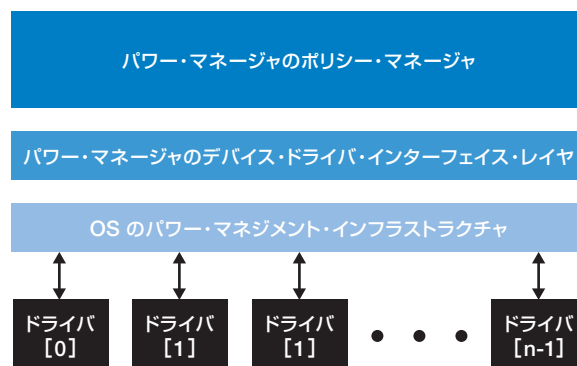 パワー・マネージャのポリシー・マネージャ
パワー・マネージャのデバイス・ドライバ・インターフェイス・レイヤ
OS のパワー・マネジメント・インフラストラクチャ
ドライバ
[0]
ドライバ
[1]
ドライバ
[1]
ドライバ
[n-1]